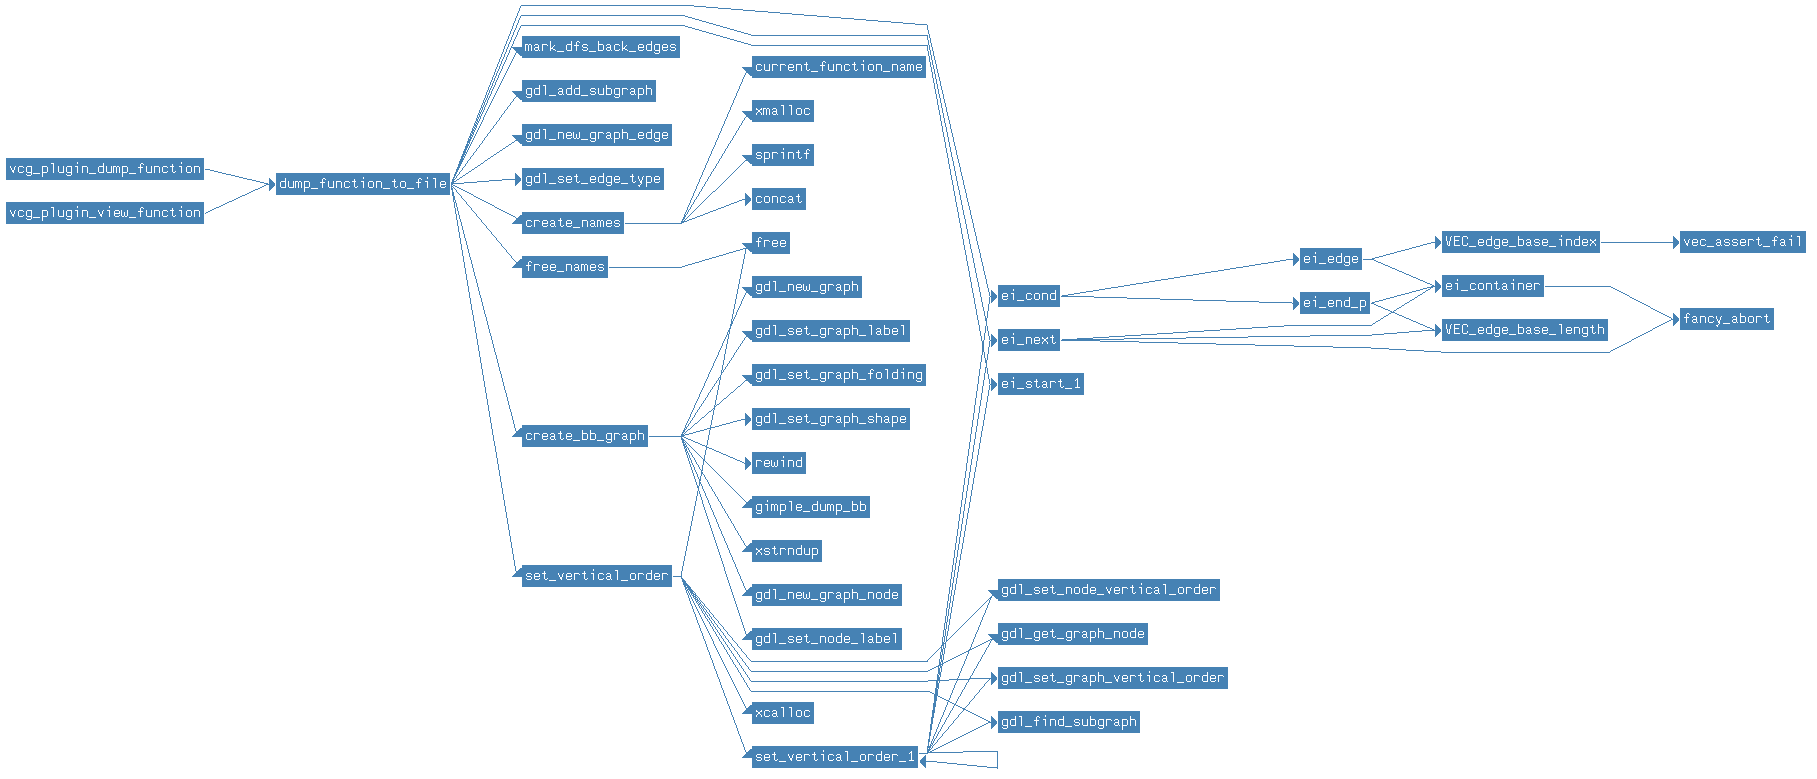 vcg_plugin_dump_function
vcg_plugin_view_function
dump_function_to_file
mark_dfs_back_edges
gdl_add_subgraph
gdl_new_graph_edge
gdl_set_edge_type
create_names
free_names
create_bb_graph
set_vertical_order
current_function_name
xmalloc
sprintf
concat
free
gdl_new_graph
gdl_set_graph_label
gdl_set_graph_folding
gdl_set_graph_shape
rewind
gimple_dump_bb
xstrndup
gdl_new_graph_node
gdl_set_node_label
xcalloc
set_vertical_order_1
ei_cond
ei_next
ei_start_1
gdl_set_node_vertical_order
gdl_get_graph_node
gdl_set_graph_vertical_order
gdl_find_subgraph
ei_edge
ei_end_p
VEC_edge_base_index
ei_container
VEC_edge_base_length
vec_assert_fail
fancy_abort